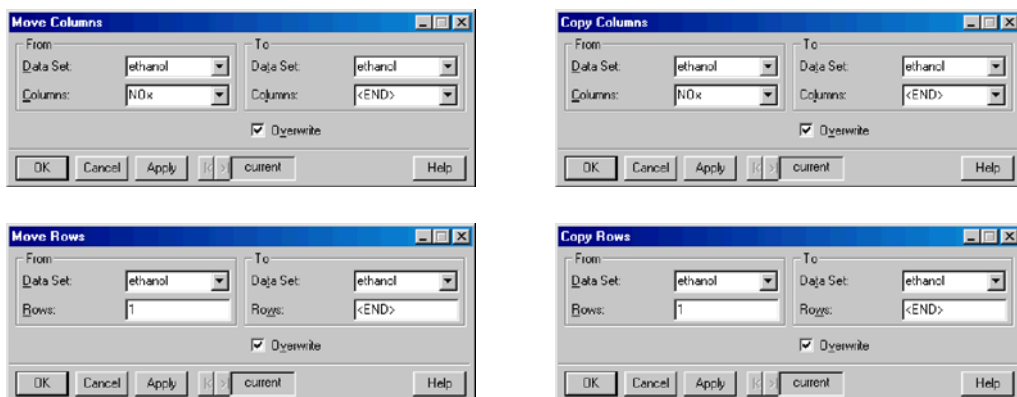 Move Columns
From
Data Set: ethanol
Columns: NOx
To
Data Set: ethanol
Columns: <END>
Overwrite
OK Cancel Apply current Help
Copy Columns
From
Data Set: ethanol
Columns: NOx
To
Data Set: ethanol
Columns: <END>
Overwrite
OK Cancel Apply current Help
Move Rows
From
Data Set: ethanol
Rows: 1
To
Data Set: ethanol
Rows: <END>
Overwrite
OK Cancel Apply current Help
Copy Rows
From
Data Set: ethanol
Rows: 1
To
Data Set: ethanol
Rows: <END>
Overwrite
OK Cancel Apply current Help